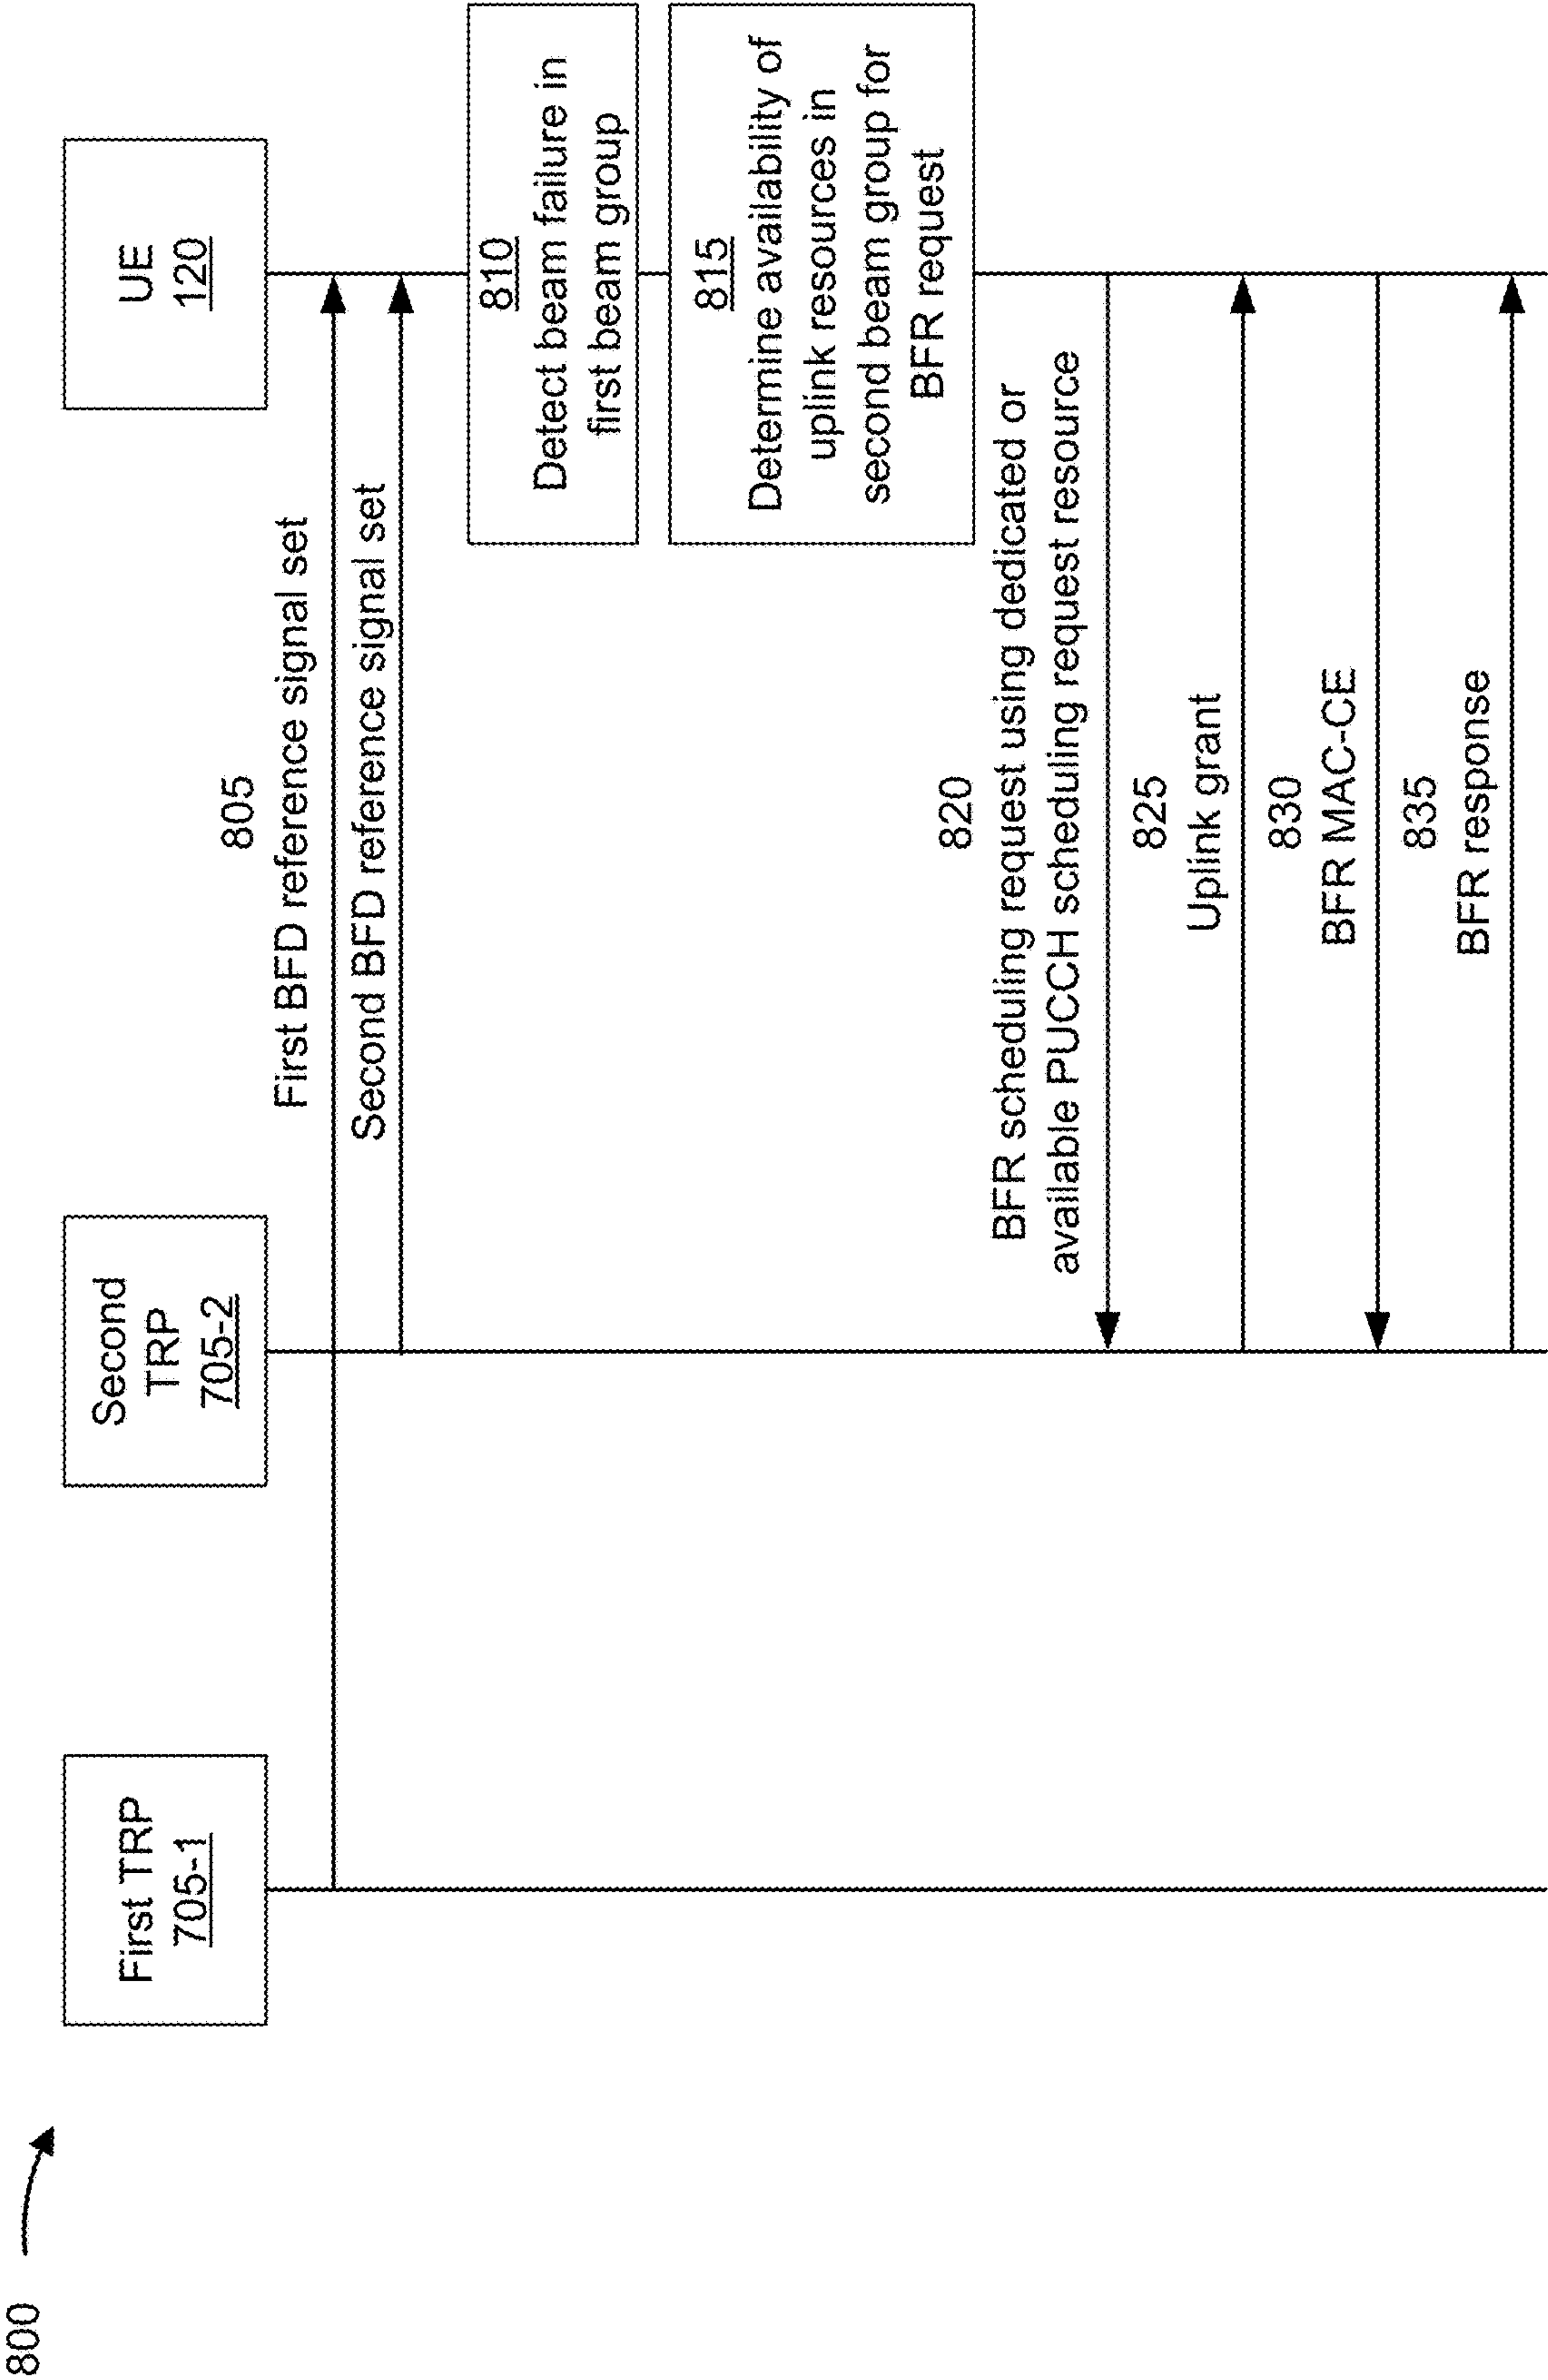 800
First TRP
705-1
Second
TRP
705-2
UE
120
805
First BFD reference signal set
Second BFD reference signal set
810
Detect beam failure in
first beam group
815
Determine availability of
uplink resources in
second beam group for
BFR request
820
BFR scheduling request using dedicated or
available PUCCH scheduling request resource
825
Uplink grant
830
BFR MAC-CE
835
BFR response